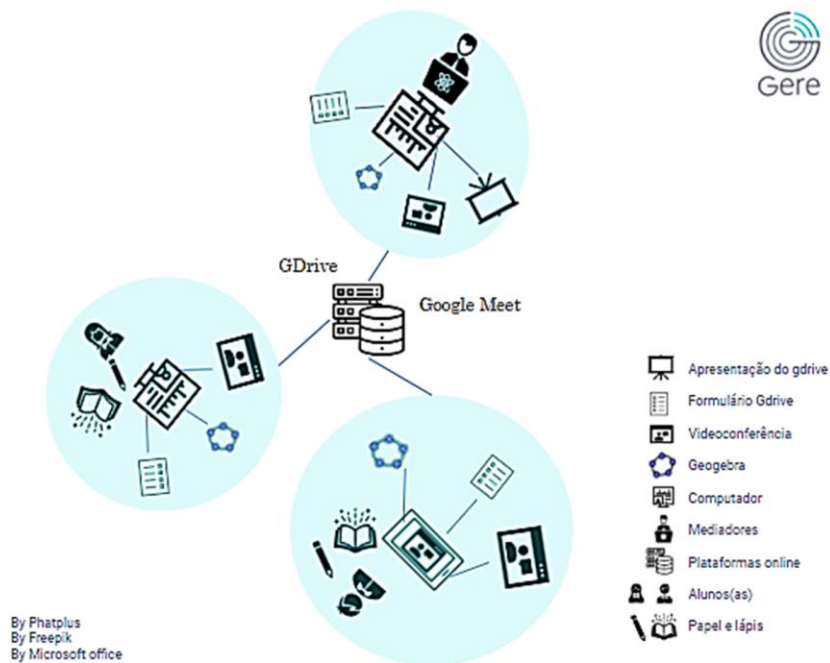 Gere
GDrive
Google Meet
Apresentação do gdrive
Formulário Gdrive
Videoconferência
Geogebra
Computador
Mediadores
Plataformas online
Alunos(as)
Papel e lápis
By Phatplus
By Freepik
By Microsoft office